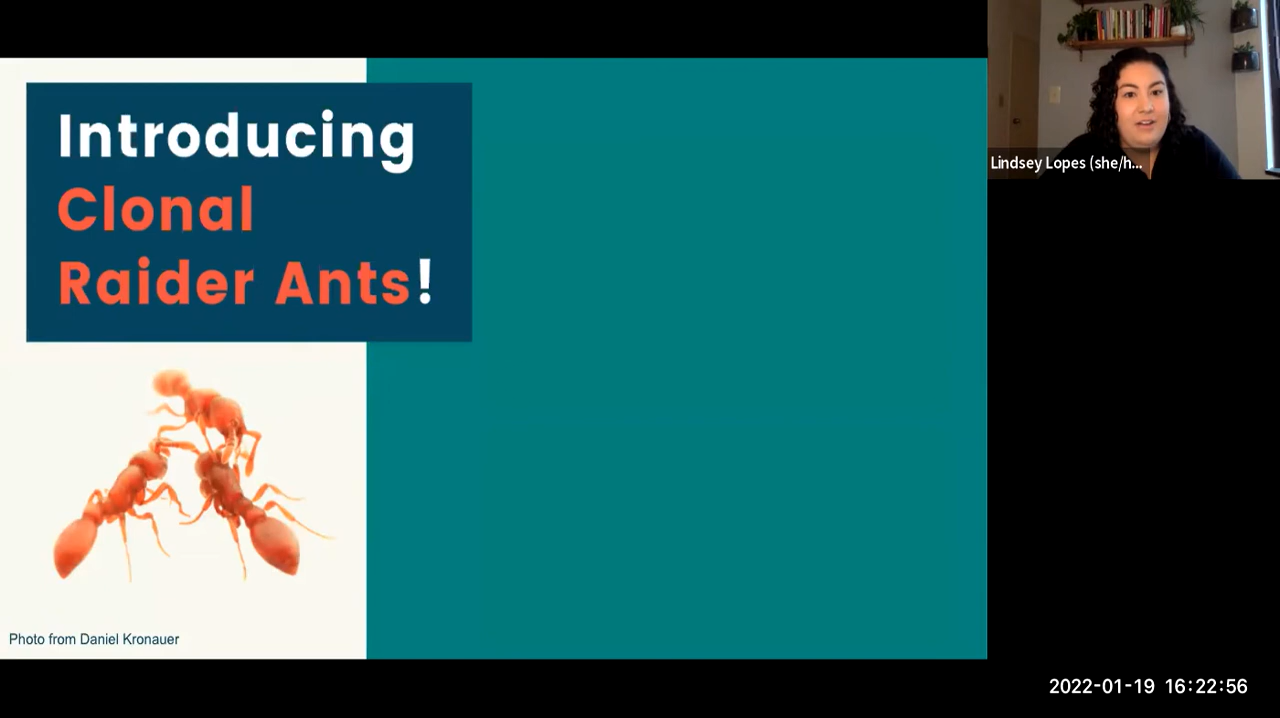 Introducing
Clonal
Raider Ants!
Lindsey Lopes (she/h...
Photo from Daniel Kronauer
2022-01-19 16:22:56